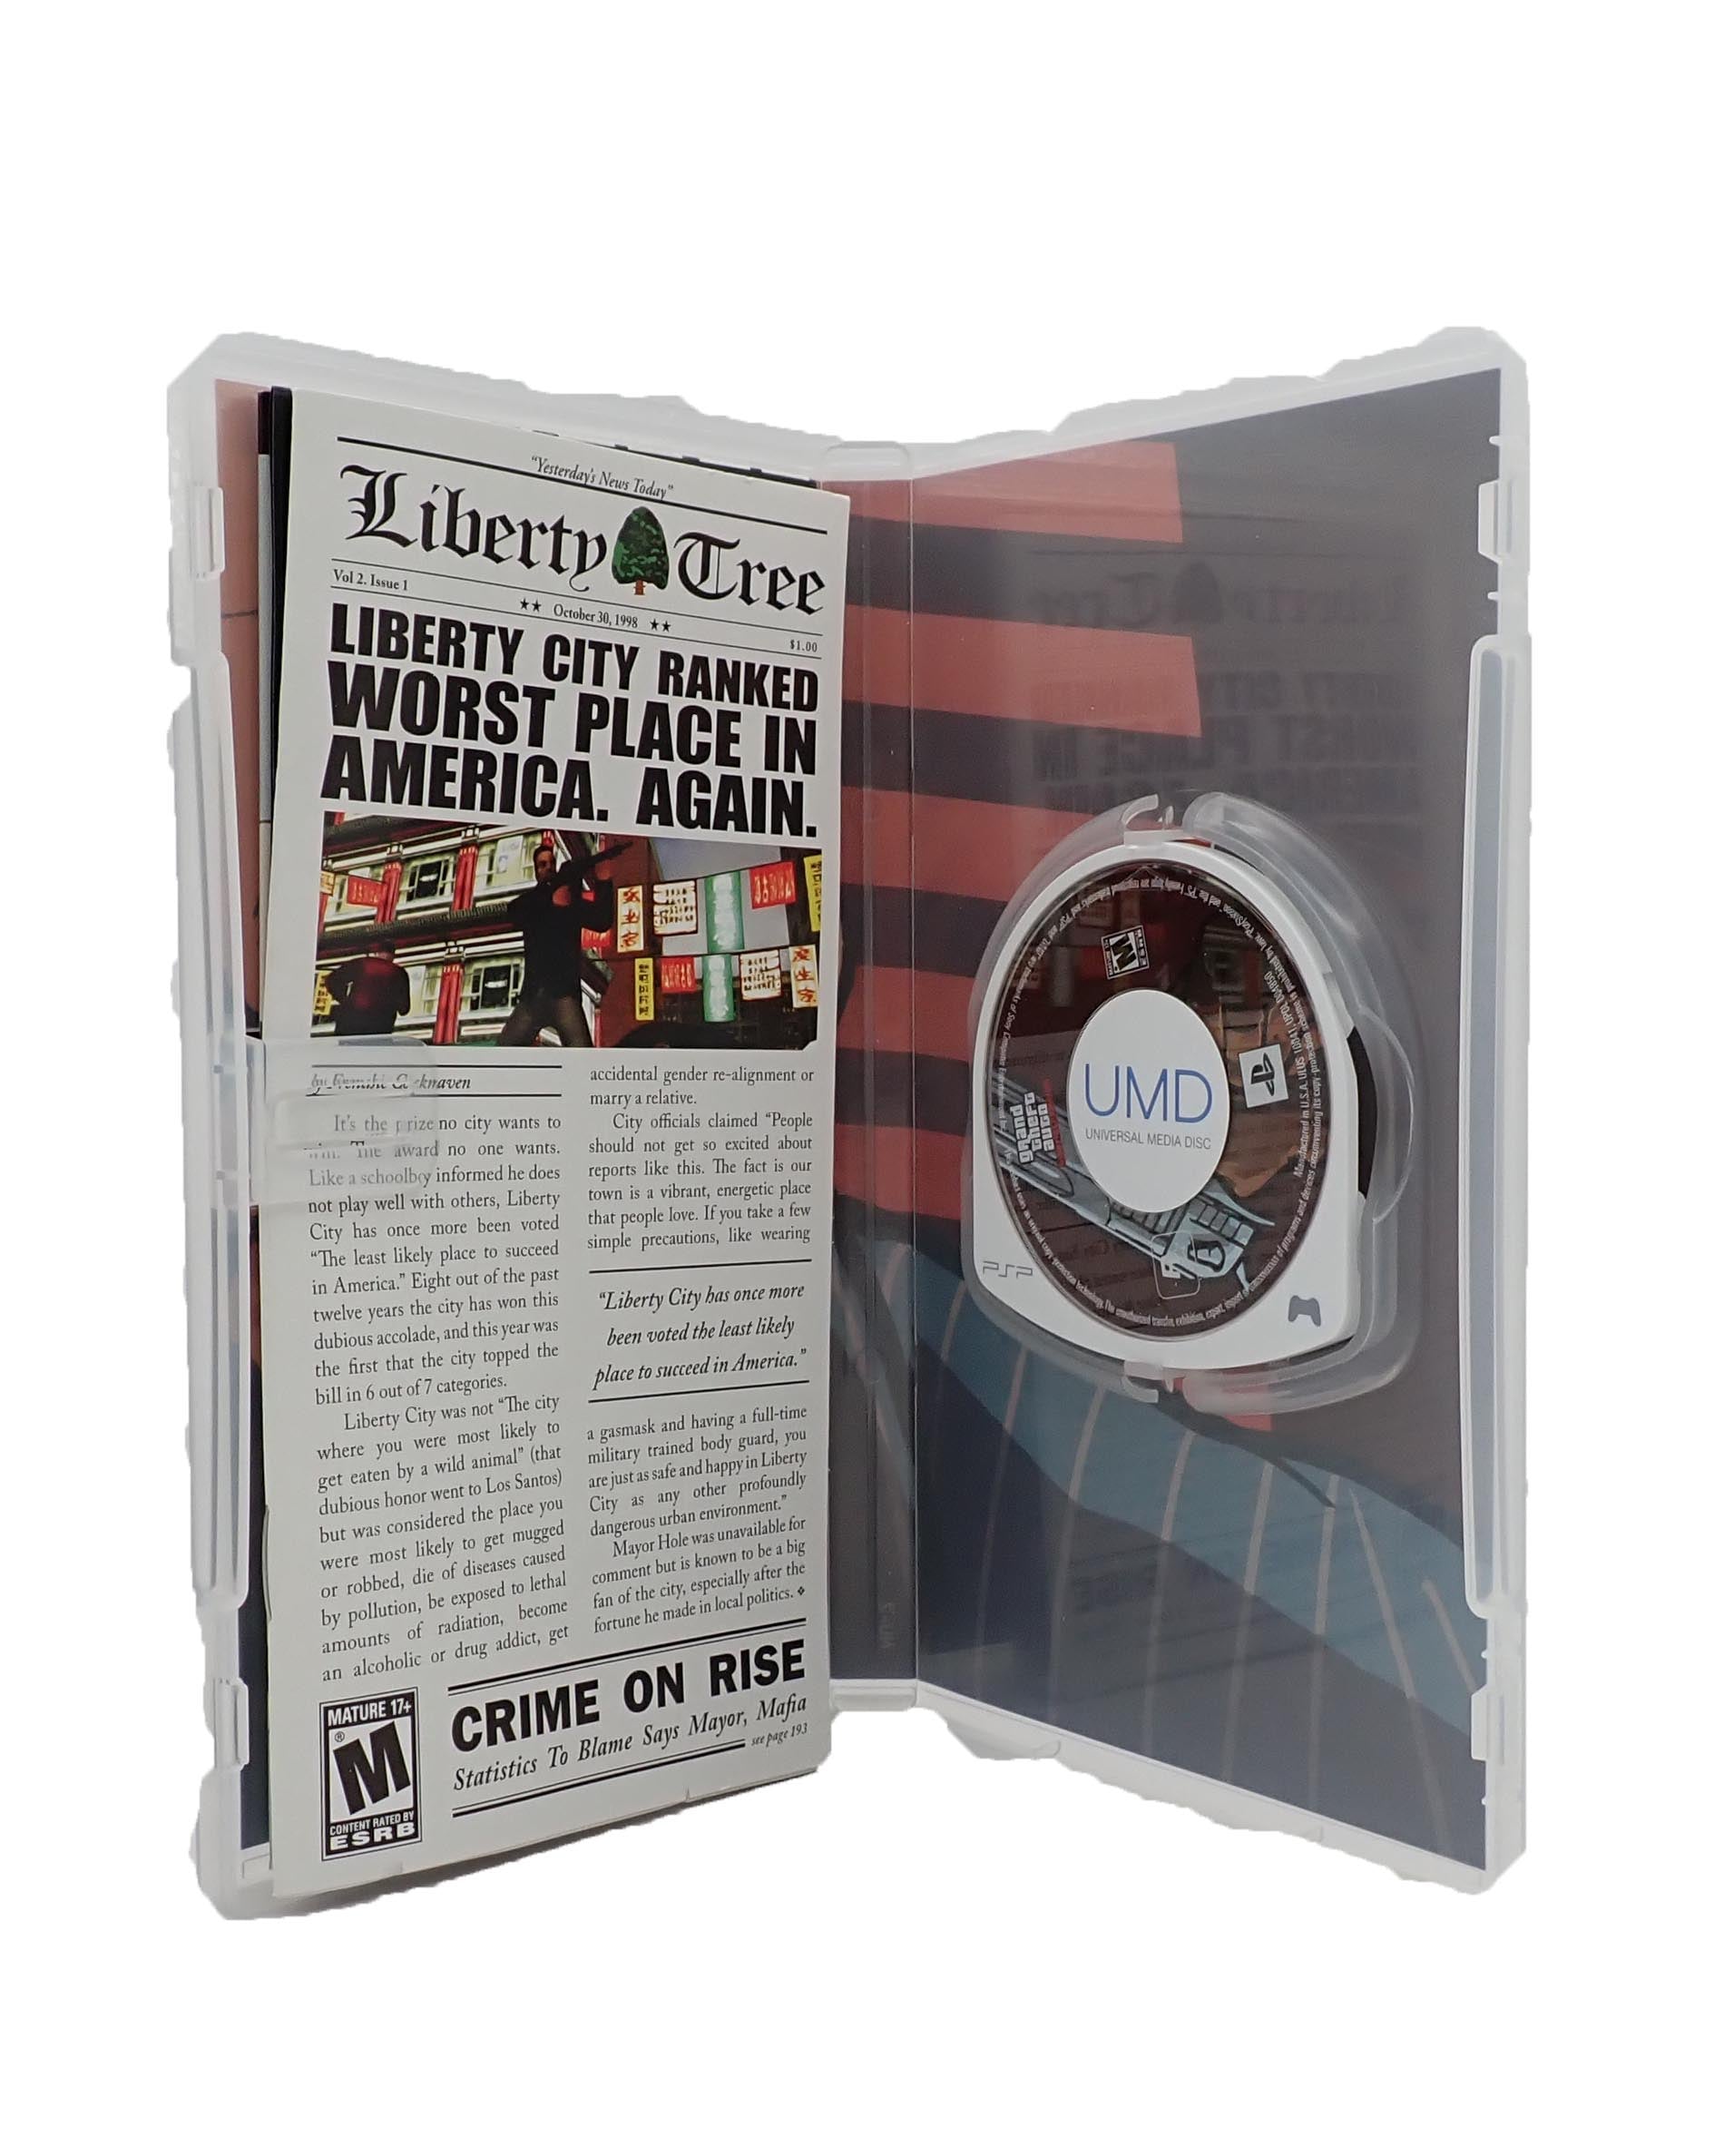 "Yesterday's News Today"
Liberty Tree
Vol 2. Issue 1
★★ October 30, 1998 ★★
$1.00
LIBERTY CITY RANKED
WORST PLACE IN
AMERICA. AGAIN.
by
It's the prize no city wants to
win. The award no one wants.
Like a schoolboy informed he does
not play well with others, Liberty
City has once more been voted
"The least likely place to succeed
in America." Eight out of the past
twelve years the city has won this
dubious accolade, and this year was
the first that the city topped the
bill in 6 out of 7 categories.
Liberty City was not "The city
where you were most likely to
get eaten by a wild animal" (that
dubious honor went to Los Santos)
but was considered the place you
were most likely to get mugged
or robbed, die of diseases caused
by pollution, be exposed to lethal
amounts of radiation, become
an alcoholic or drug addict, get
accidental gender re-alignment or
marry a relative.
City officials claimed "People
should not get so excited about
reports like this. The fact is our
town is a vibrant, energetic place
that people love. If you take a few
simple precautions, like wearing
"Liberty City has once more
been voted the least likely
place to succeed in America."
a gasmask and having a full-time
military trained body guard, you
are just as safe and happy in Liberty
City as any other profoundly
dangerous urban environment."
Mayor Hole was unavailable for
comment but is known to be a big
fan of the city, especially after the
fortune he made in local politics. ❖
MATURE 17+
M
®
CONTENT RATED BY
ESRB
CRIME ON RISE
Statistics To Blame Says Mayor, Mafia
see page 193
M
UMD
UNIVERSAL MEDIA DISC
grand
theft
auto
PSP
Manufactured in U.S.A.